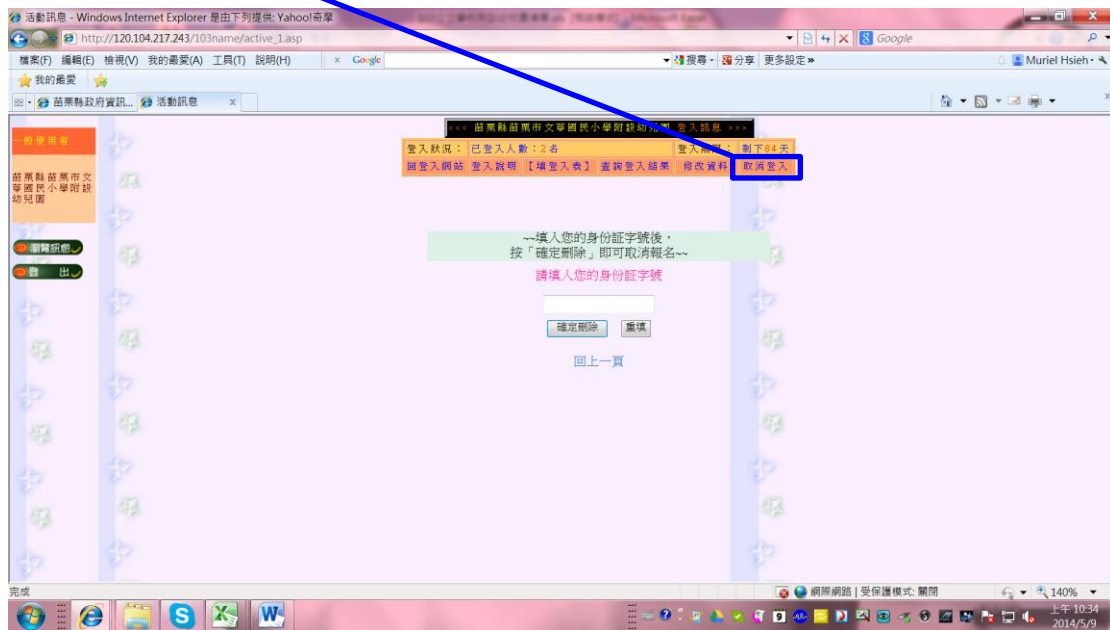 活動訊息 - Windows Internet Explorer 是由下列提供: Yahoo!奇摩
http://120.104.217.243/103name/active_1.asp
Google
檔案(F) 編輯(E) 檢視(V) 我的最愛(A) 工具(T) 說明(H) x Google 搜尋 分享 更多設定» Muriel Hsieh
我的最愛
苗栗縣政府資訊... 活動訊息 x
<<< 苗栗縣苗栗市文華國民小學附設幼兒園 登入訊息 >>>
一般使用者
登入狀況： 已登入人數：2名 剩下84天
回登入網站 登入說明 【填登入表】 查詢登入結果 修改資料 取消登入
苗栗縣苗栗市文
華國民小學附設
幼兒園
~~填入您的身份証字號後，
按「確定刪除」即可取消報名~~
瀏覽訊息
登 出
請填入您的身份証字號
確定刪除 重填
回上一頁
完成 網際網路 | 受保護模式: 關閉 140%
上午 10:34
2014/5/9